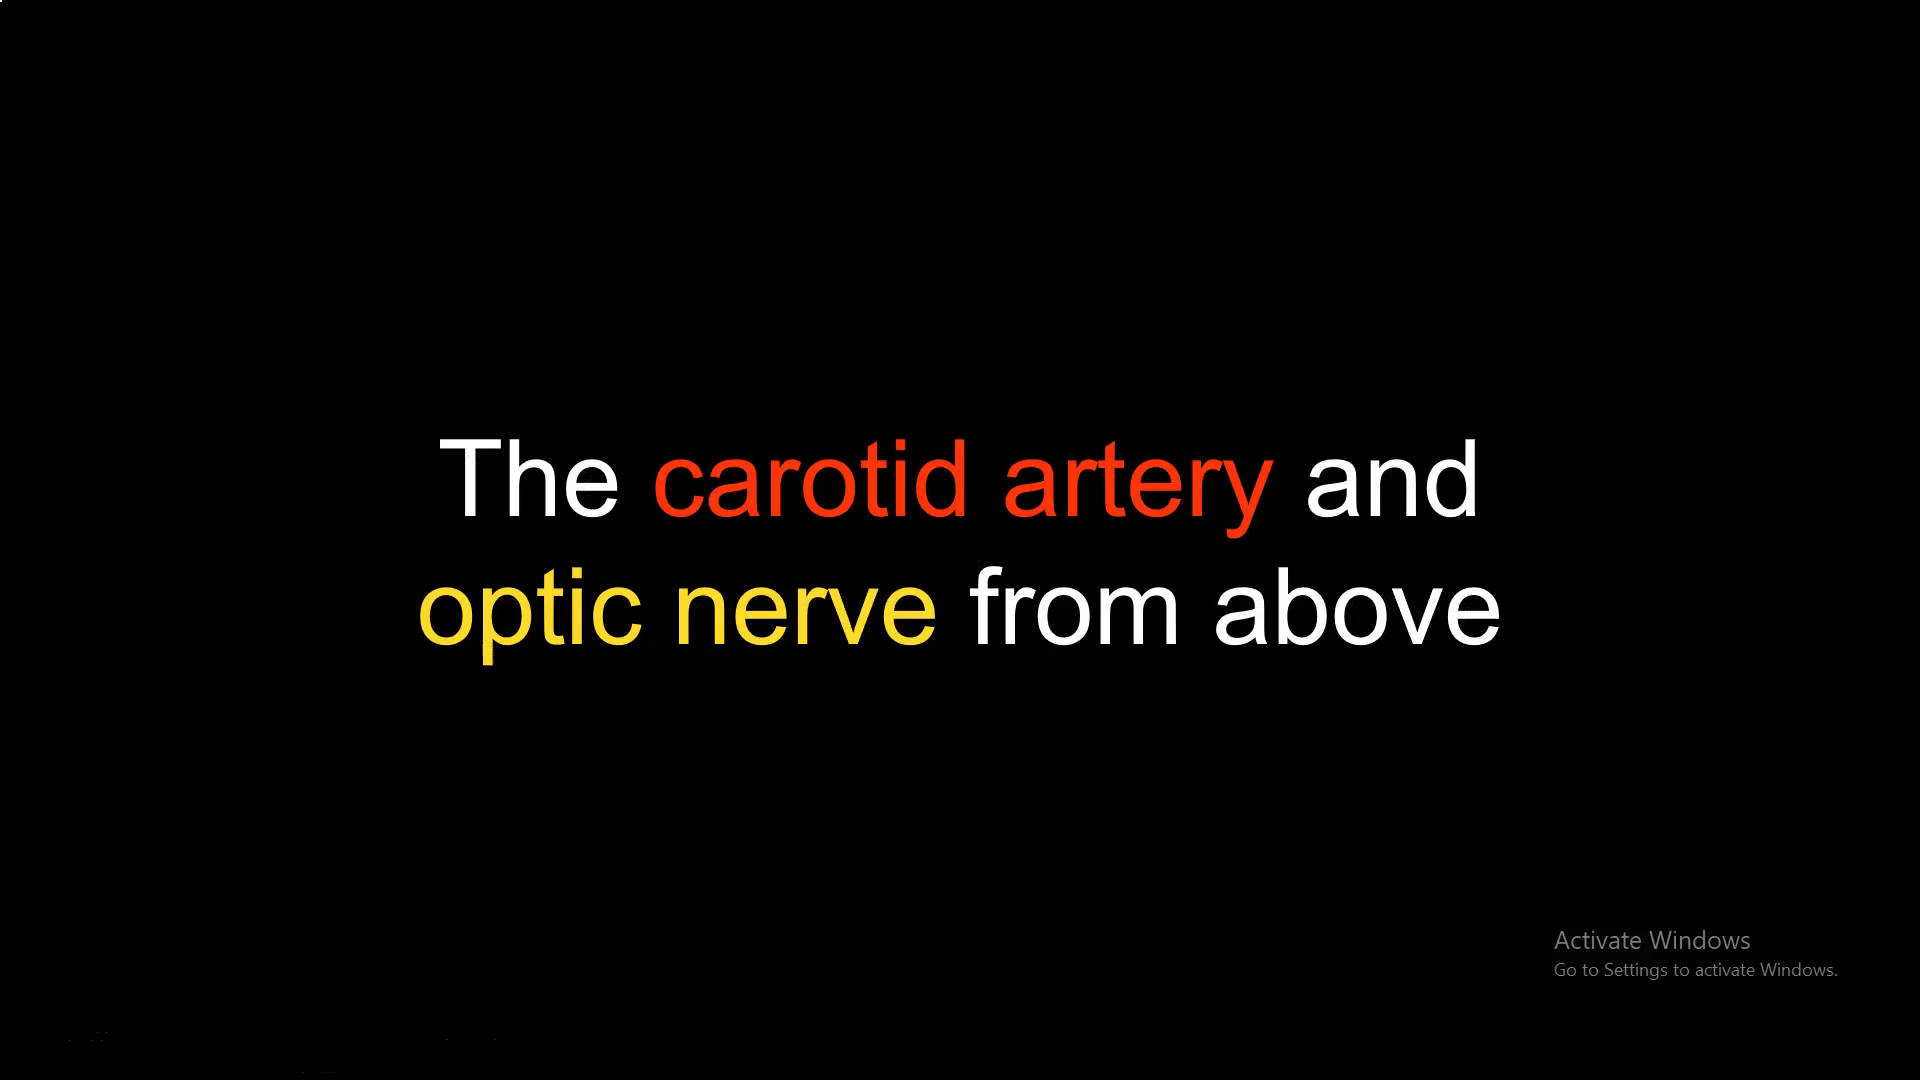 The carotid artery and
optic nerve from above
Activate Windows
Go to Settings to activate Windows.